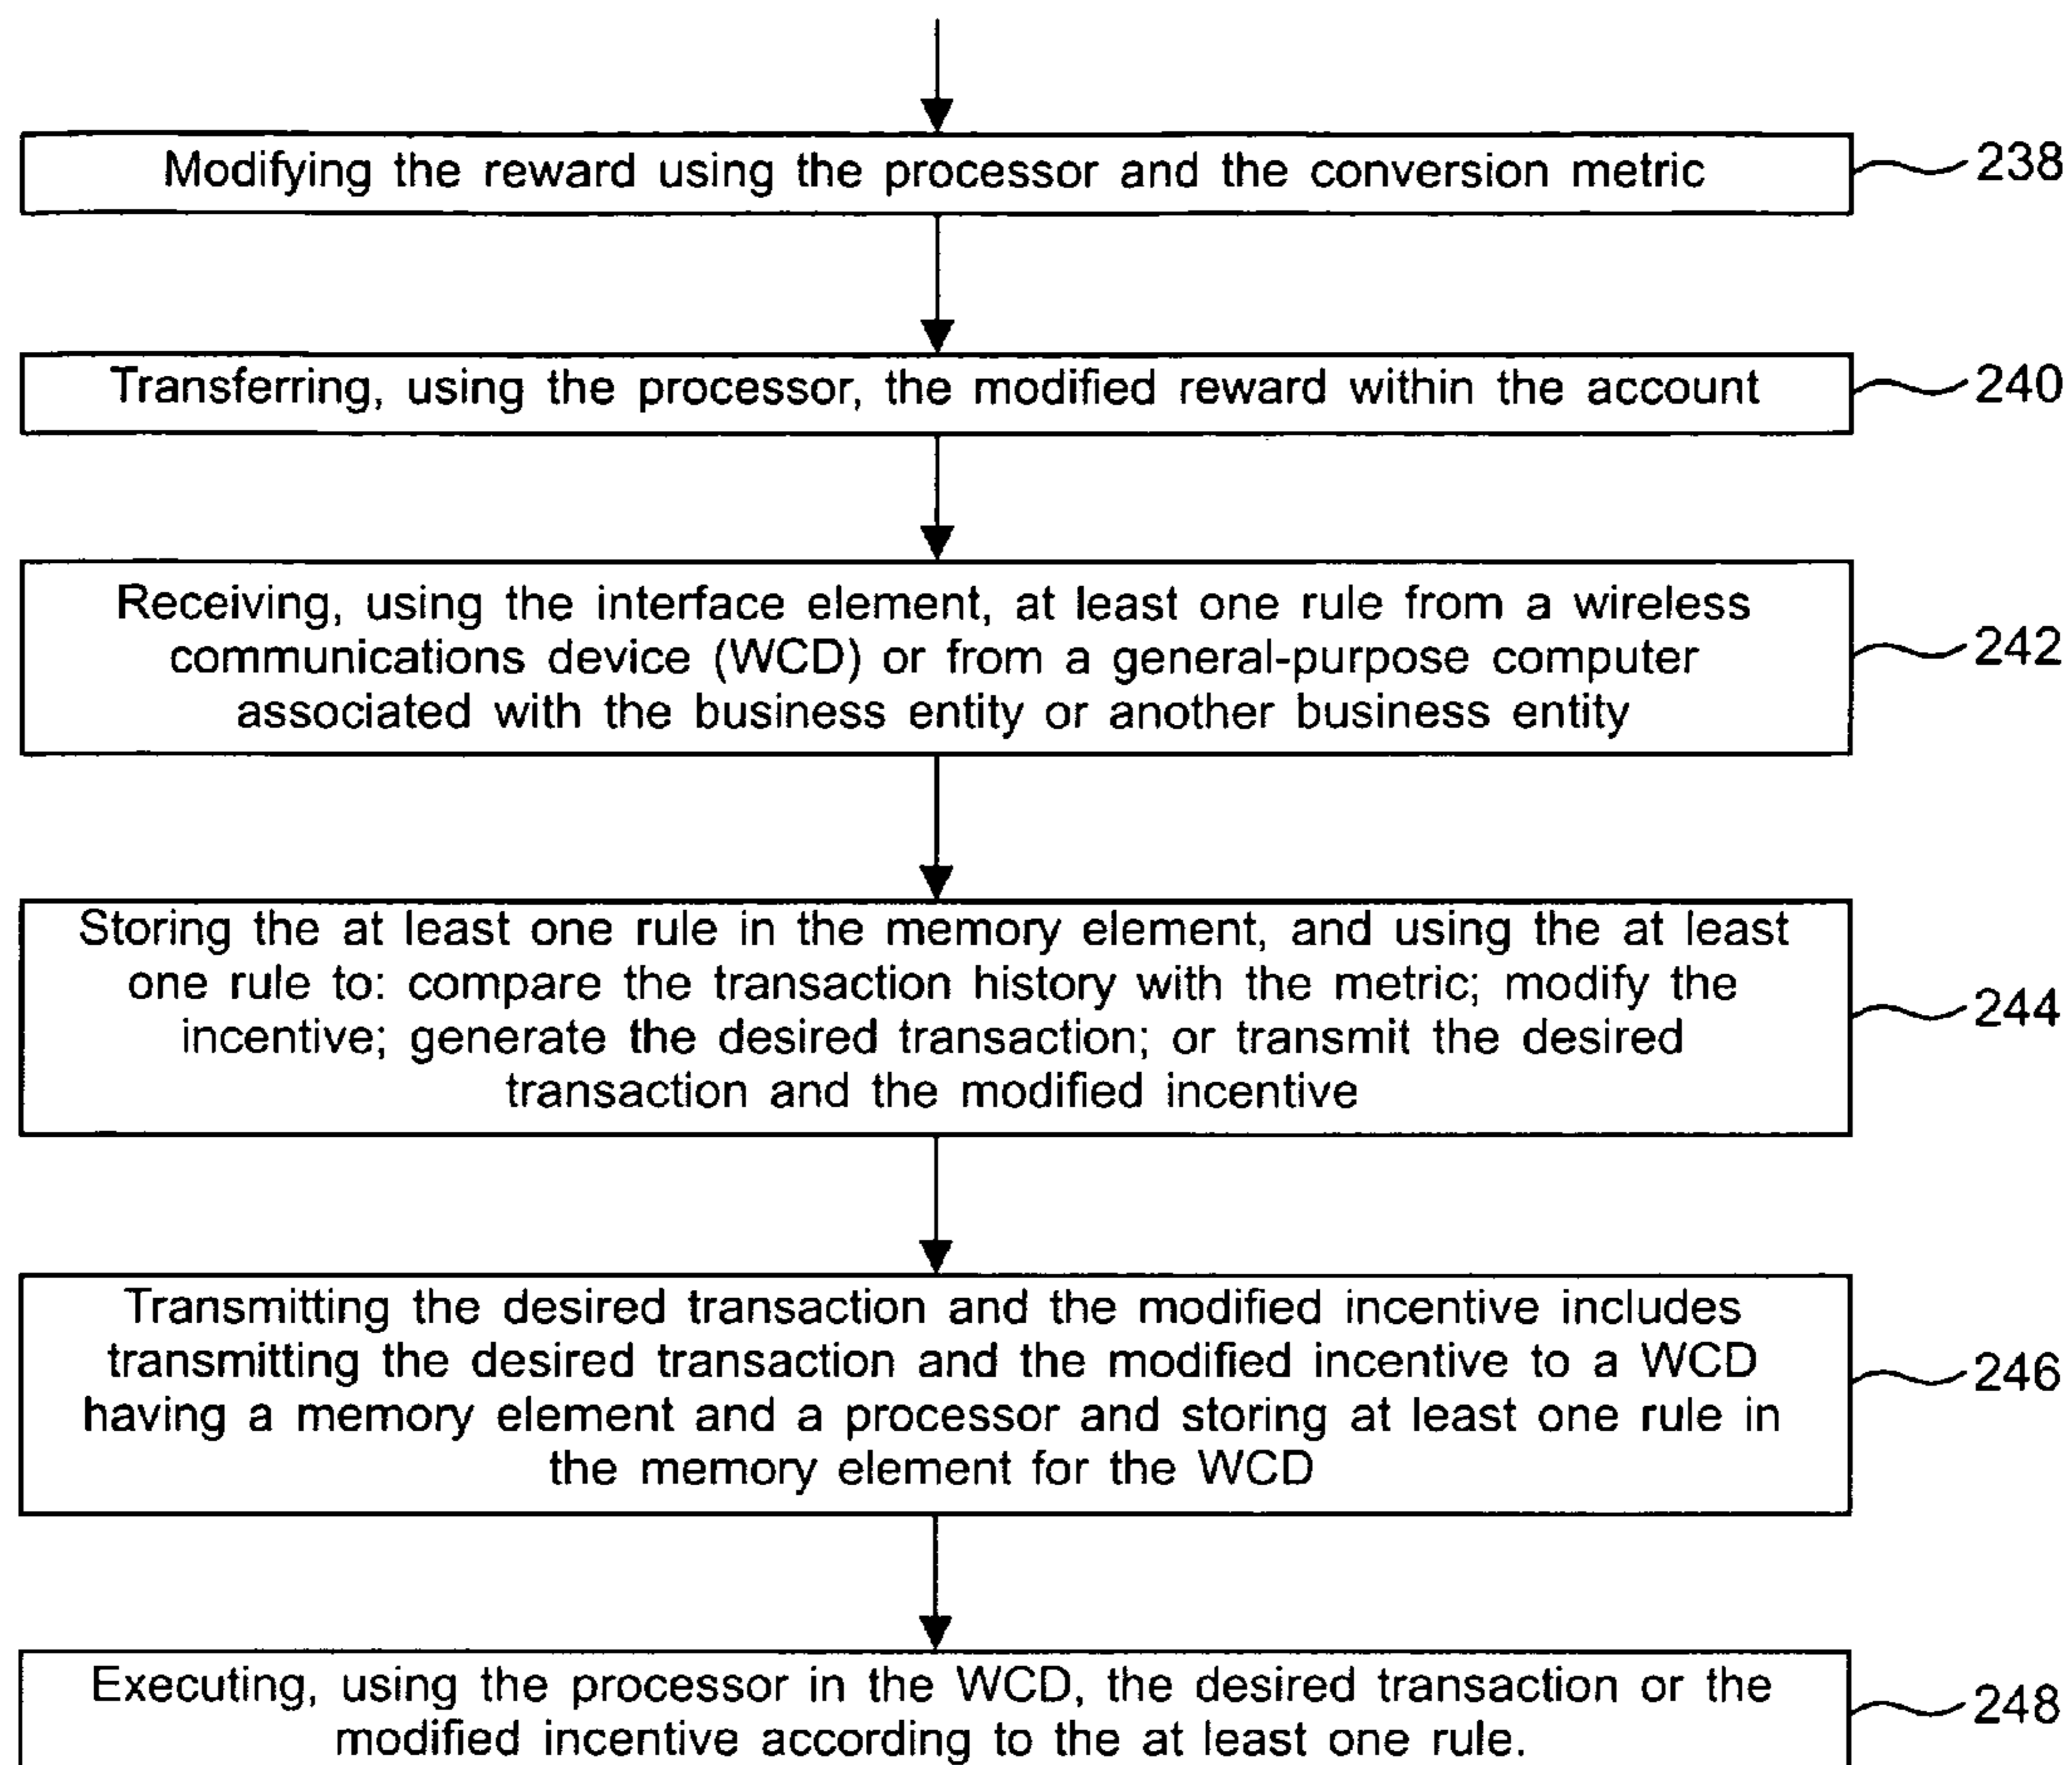 Modifying the reward using the processor and the conversion metric
238
Transferring, using the processor, the modified reward within the account
240
Receiving, using the interface element, at least one rule from a wireless
communications device (WCD) or from a general-purpose computer
associated with the business entity or another business entity
242
Storing the at least one rule in the memory element, and using the at least
one rule to: compare the transaction history with the metric; modify the
incentive; generate the desired transaction; or transmit the desired
transaction and the modified incentive
244
Transmitting the desired transaction and the modified incentive includes
transmitting the desired transaction and the modified incentive to a WCD
having a memory element and a processor and storing at least one rule in
the memory element for the WCD
246
Executing, using the processor in the WCD, the desired transaction or the
modified incentive according to the at least one rule.
248